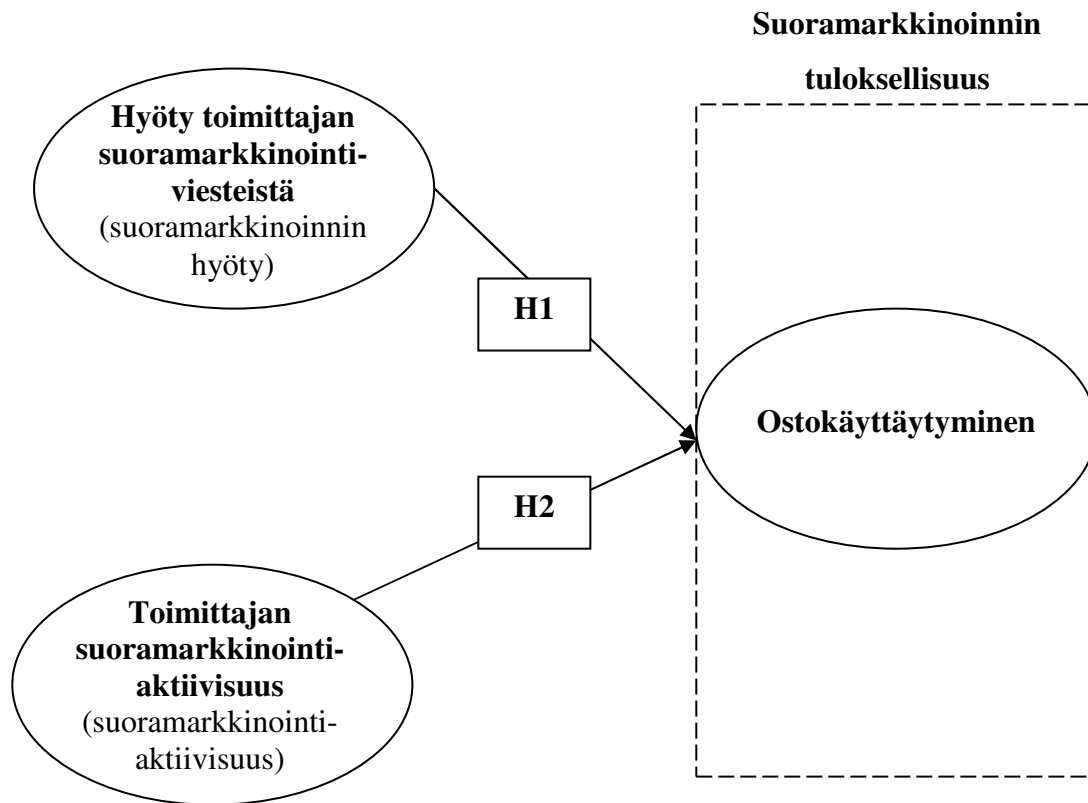 Suoramarkkinoinnin
tuloksellisuus
Hyöty toimittajan
suoramarkkinointi-
viesteistä
(suoramarkkinoinnin
hyöty)
H1
Ostokäyttäytyminen
H2
Toimittajan
suoramarkkinointi-
aktiivisuus
(suoramarkkinointi-
aktiivisuus)